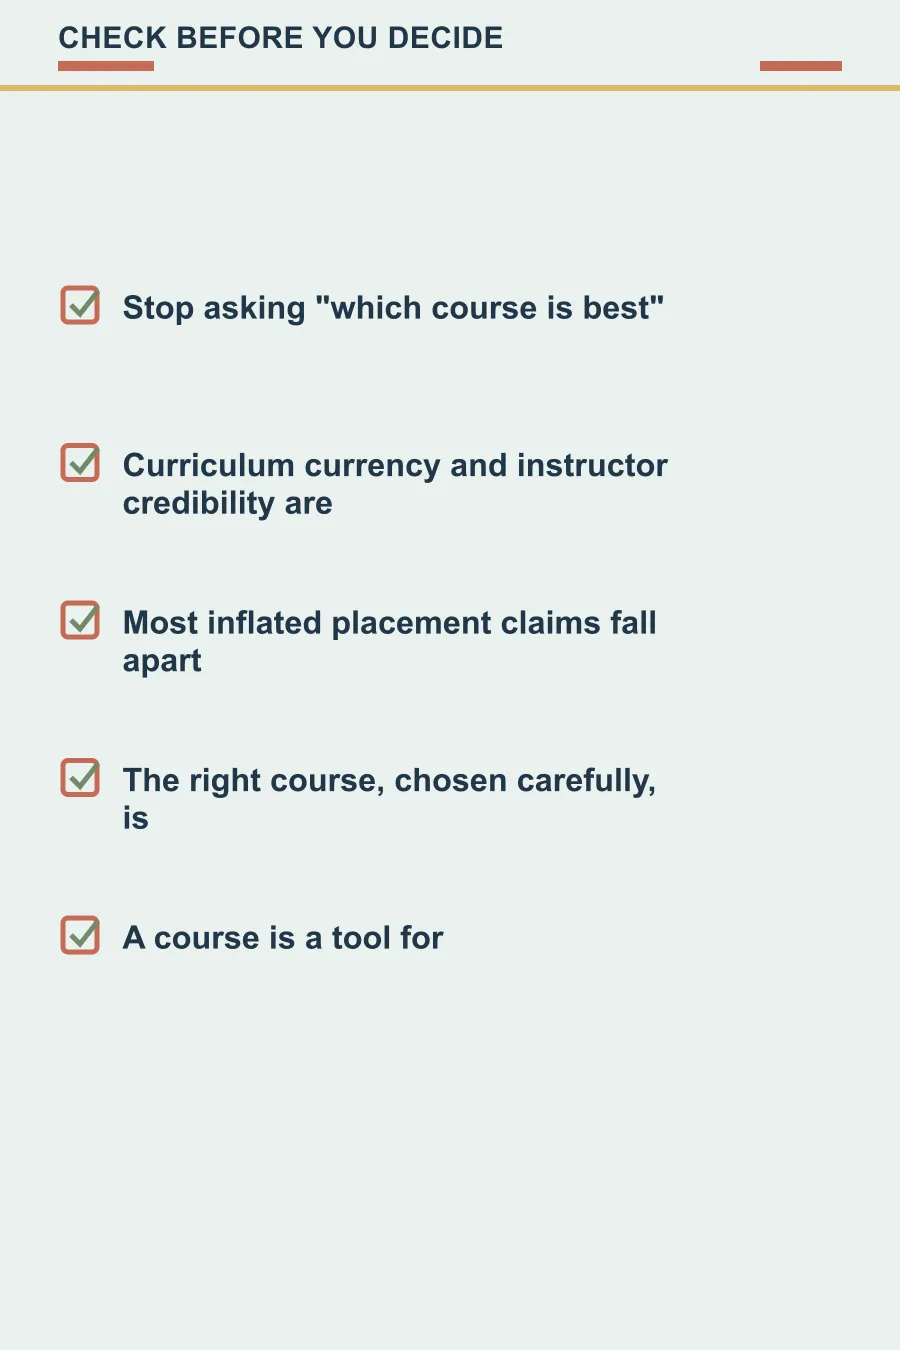 CHECK BEFORE YOU DECIDE
Stop asking "which course is best"
Curriculum currency and instructor
credibility are
Most inflated placement claims fall
apart
The right course, chosen carefully,
is
A course is a tool for